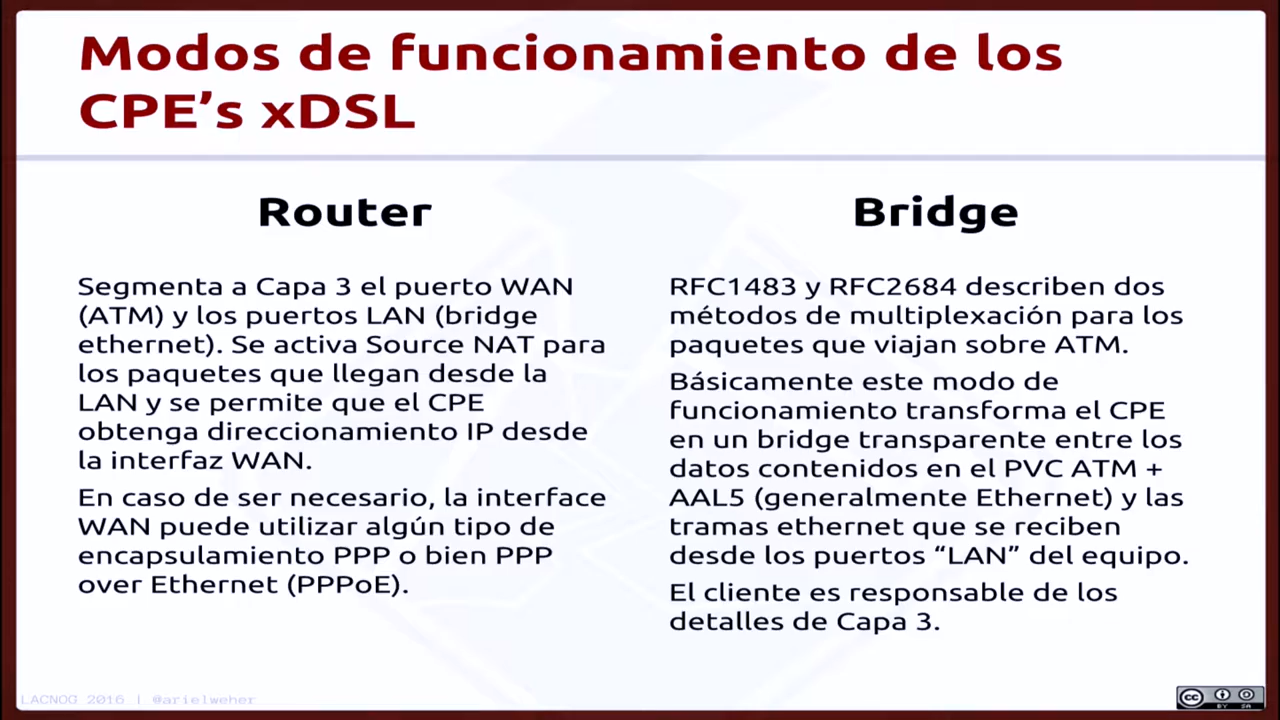 Modos de funcionamiento de los
CPE’s xDSL
Router
Segmenta a Capa 3 el puerto WAN
(ATM) y los puertos LAN (bridge
ethernet). Se activa Source NAT para
los paquetes que llegan desde la
LAN y se permite que el CPE
obtenga direccionamiento IP desde
la interfaz WAN.
En caso de ser necesario, la interface
WAN puede utilizar algún tipo de
encapsulamiento PPP o bien PPP
over Ethernet (PPPoE).
Bridge
RFC1483 y RFC2684 describen dos
métodos de multiplexación para los
paquetes que viajan sobre ATM.
Básicamente este modo de
funcionamiento transforma el CPE
en un bridge transparente entre los
datos contenidos en el PVC ATM +
AAL5 (generalmente Ethernet) y las
tramas ethernet que se reciben
desde los puertos “LAN” del equipo.
El cliente es responsable de los
detalles de Capa 3.
LACNOG 2016 | @arielweher
cc
BY SA